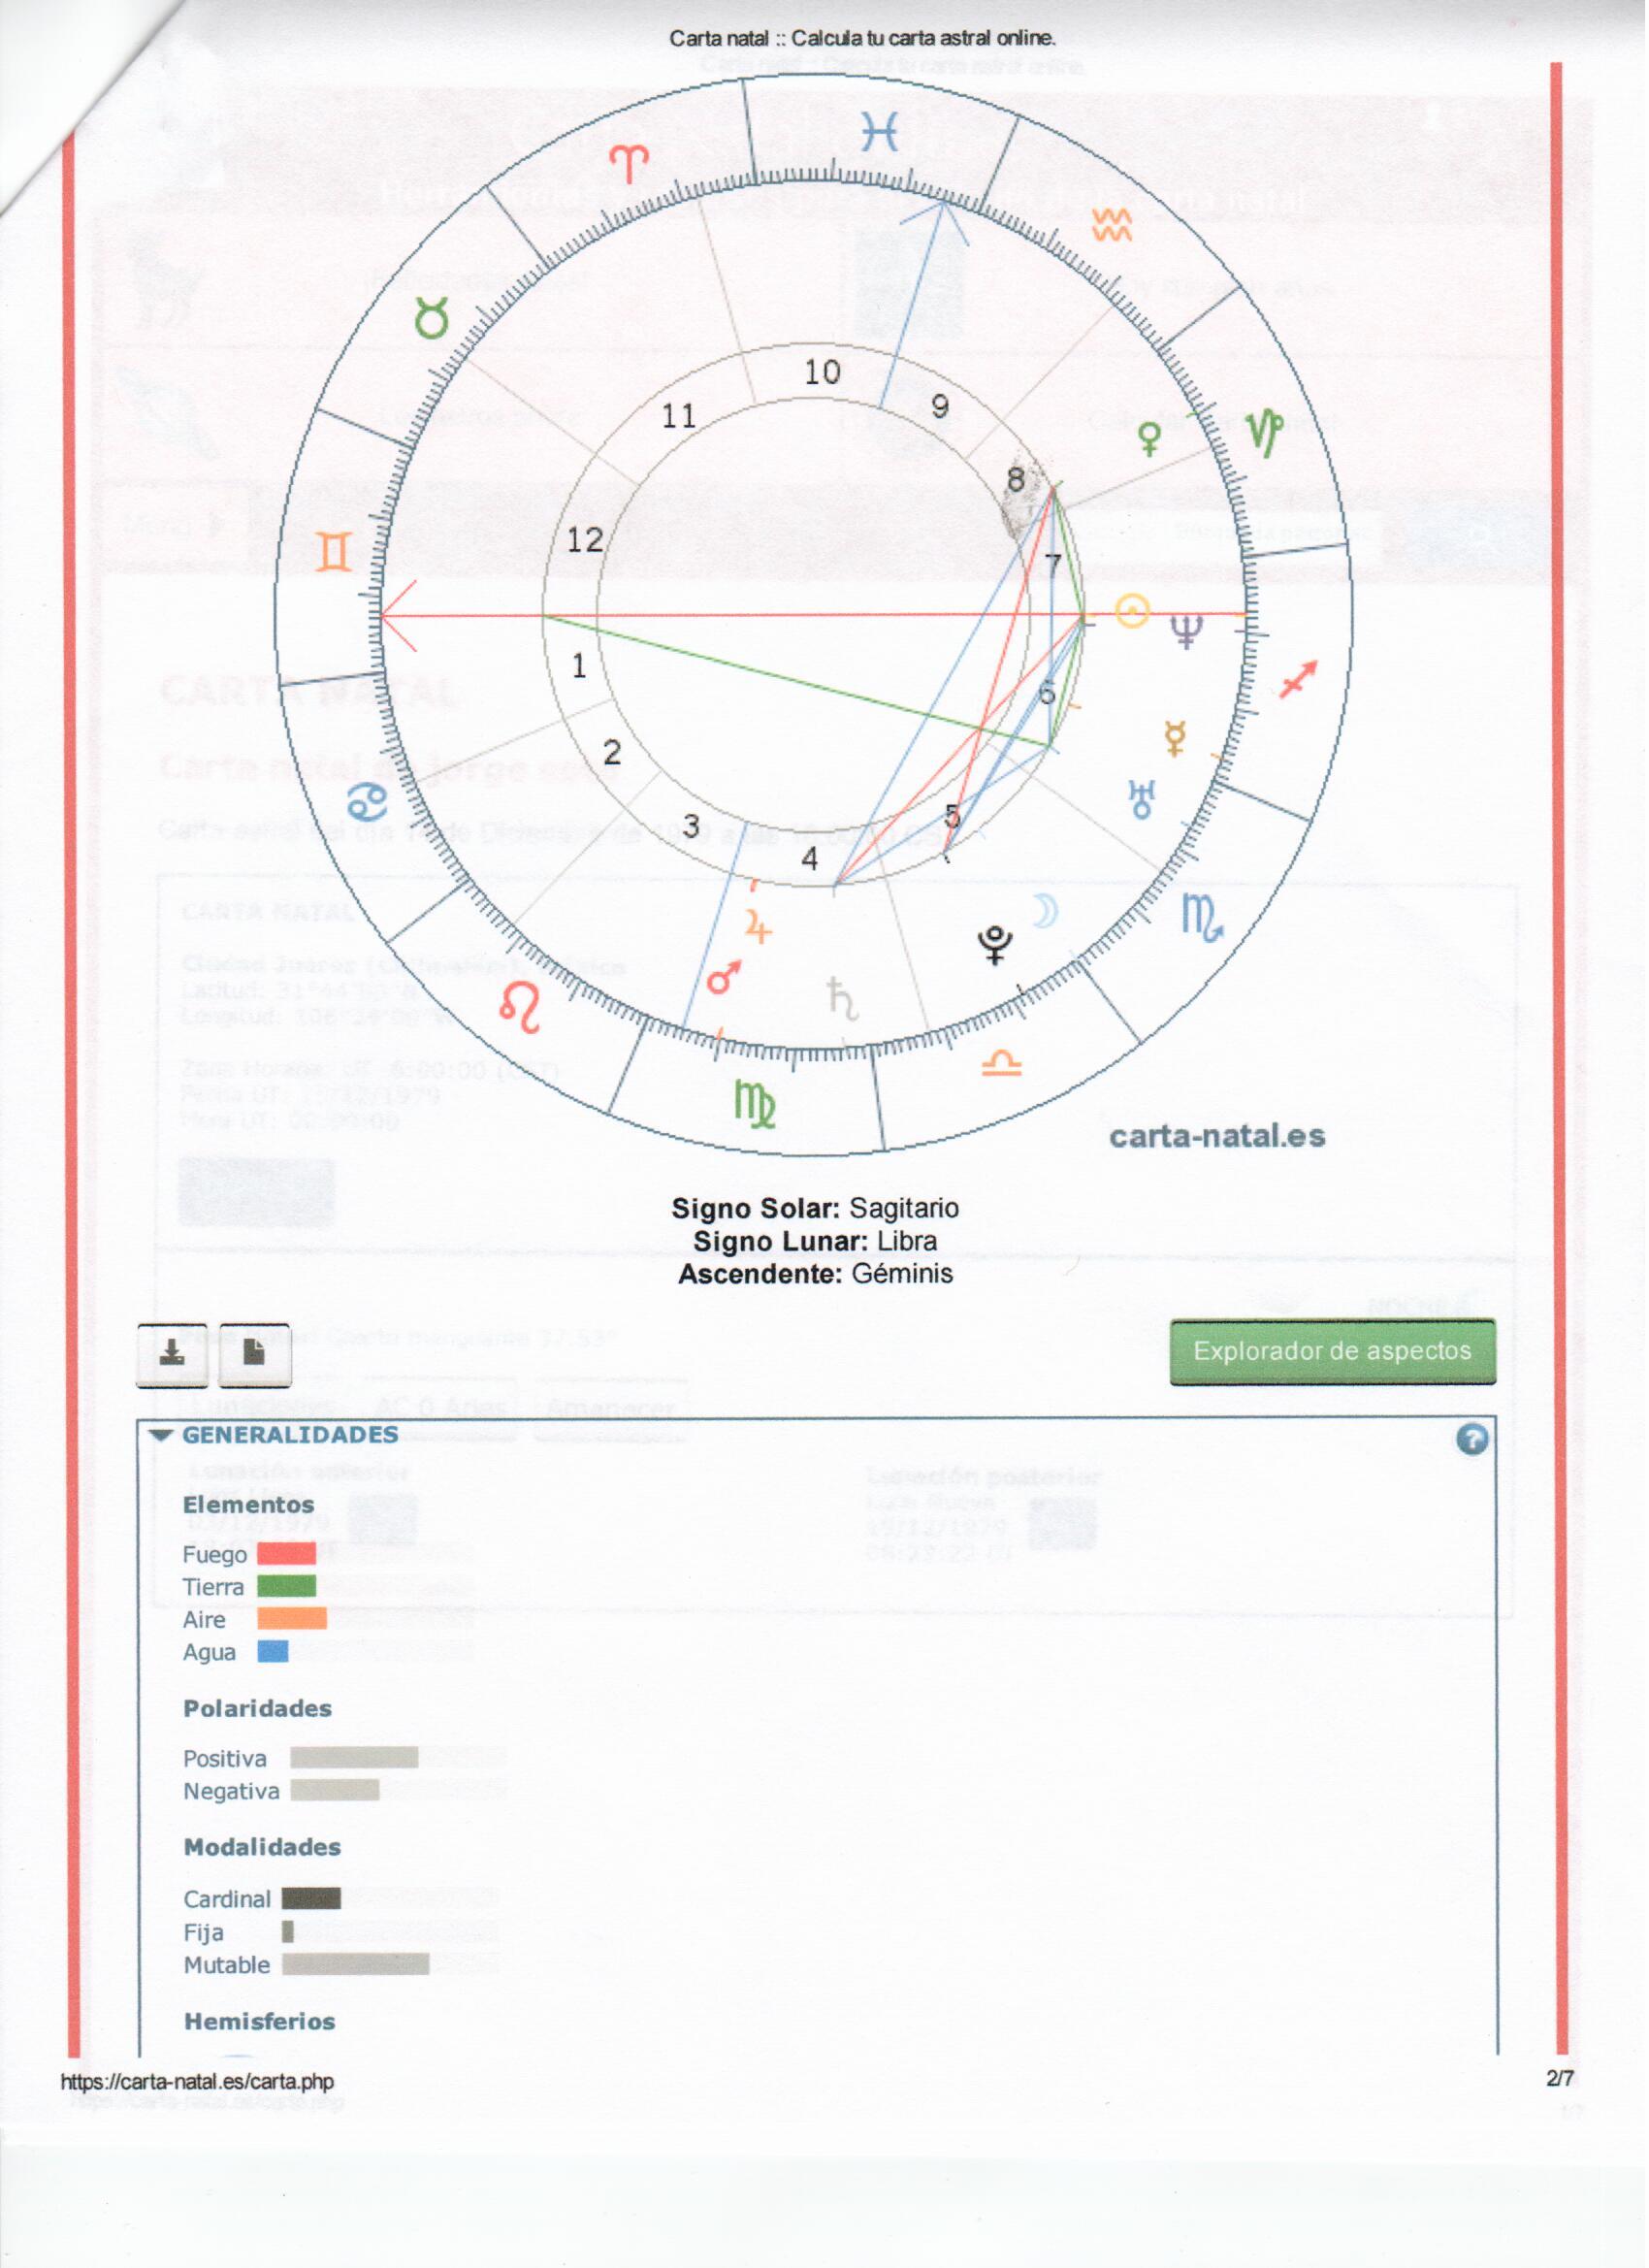 Carta natal :: Calcula tu carta astral online.
10
11
9
8
12
7
1
6
2
3
5
4
carta-natal.es
Signo Solar: Sagitario
Signo Lunar: Libra
Ascendente: Géminis
Explorador de aspectos
GENERALIDADES
?
Elementos
Fuego
Tierra
Aire
Agua
Polaridades
Positiva
Negativa
Modalidades
Cardinal
Fija
Mutable
Hemisferios
https://carta-natal.es/carta.php
2/7